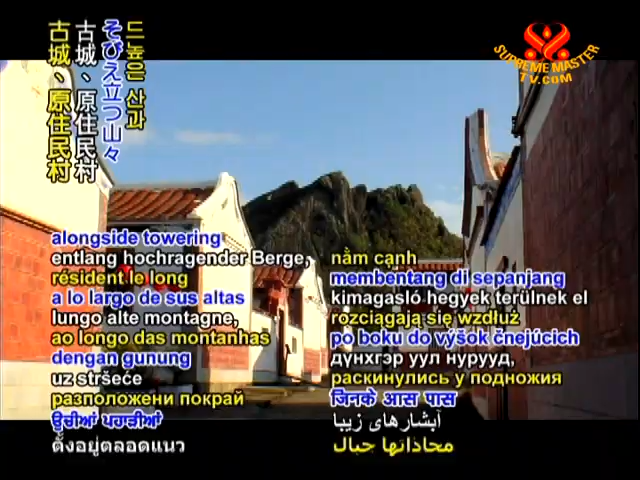 SUPREME MASTER
TV.COM
드높은 산과
そびえ立つ山々
古城、原住民村
古城、原住民村
alongside towering
entlang hochragender Berge,
résident le long
a lo largo de sus altas
lungo alte montagne,
ao longo das montanhas
dengan gunung
uz stršeće
разположени покрай
ਉਚੀਆਂ ਪਹਾੜੀਆਂ
ตั้งอยู่ตลอดแนว
nằm cạnh
membentang di sepanjang
kimagasló hegyek terülnek el
rozciągają się wzdłuż
po boku do výšok čnejúcich
дүнхгэр уул нурууд,
раскинулись у подножия
जिनके आस पास
آبشارهای زیبا
محاذاتها جبال